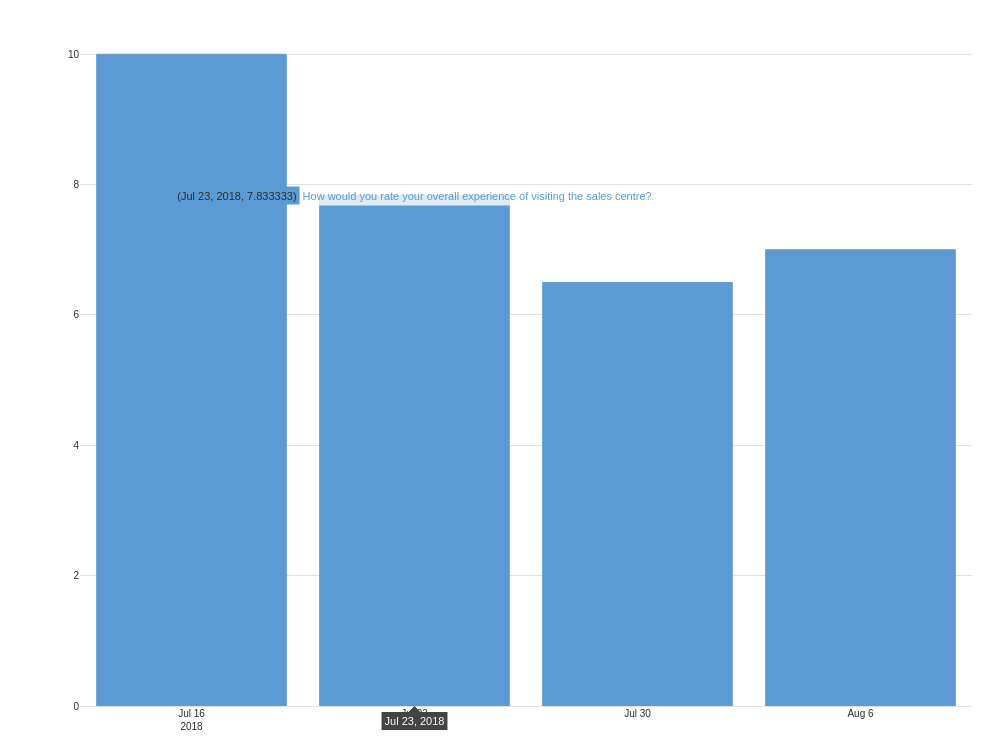 10
8
(Jul 23, 2018, 7.833333) How would you rate your overall experience of visiting the sales centre?
6
4
2
0
Jul 16 Jul 30 Aug 6
Jul 23, 2018
2018